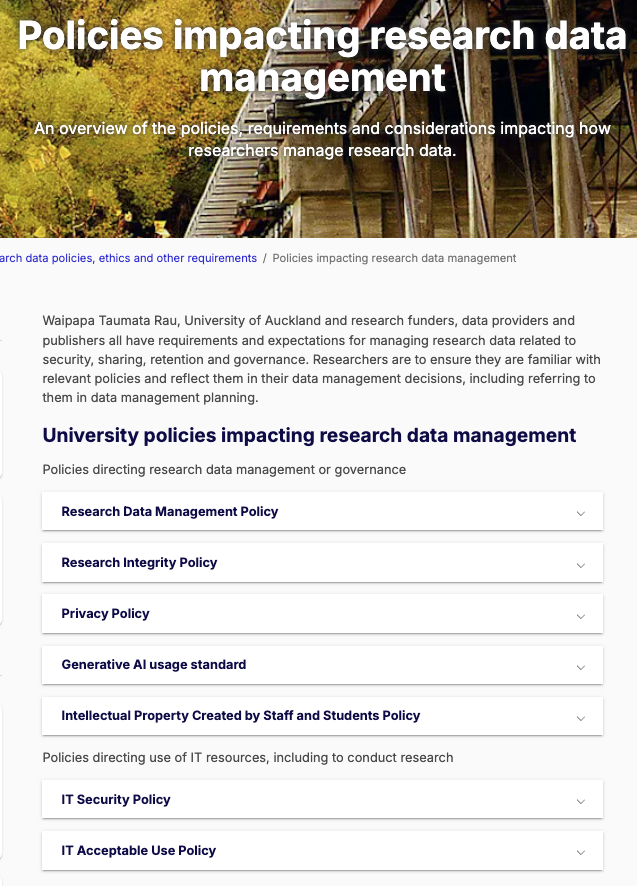 Policies impacting research data
management
An overview of the policies, requirements and considerations impacting how
researchers manage research data.
arch data policies, ethics and other requirements / Policies impacting research data management
Waipapa Taumata Rau, University of Auckland and research funders, data providers and
publishers all have requirements and expectations for managing research data related to
security, sharing, retention and governance. Researchers are to ensure they are familiar with
relevant policies and reflect them in their data management decisions, including referring to
them in data management planning.
University policies impacting research data management
Policies directing research data management or governance
Research Data Management Policy
Research Integrity Policy
Privacy Policy
Generative AI usage standard
Intellectual Property Created by Staff and Students Policy
Policies directing use of IT resources, including to conduct research
IT Security Policy
IT Acceptable Use Policy